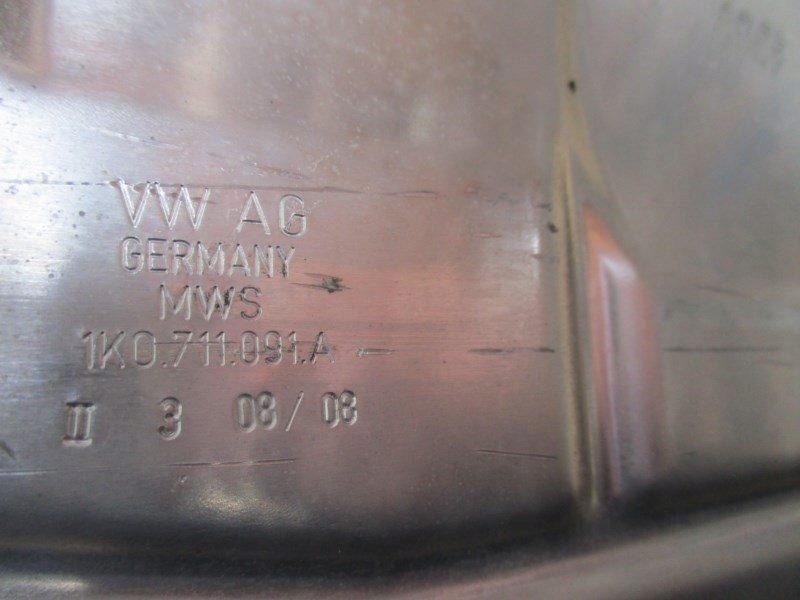 VW AG
GERMANY
MWS
1K0.711.091.A
II 3 08/08